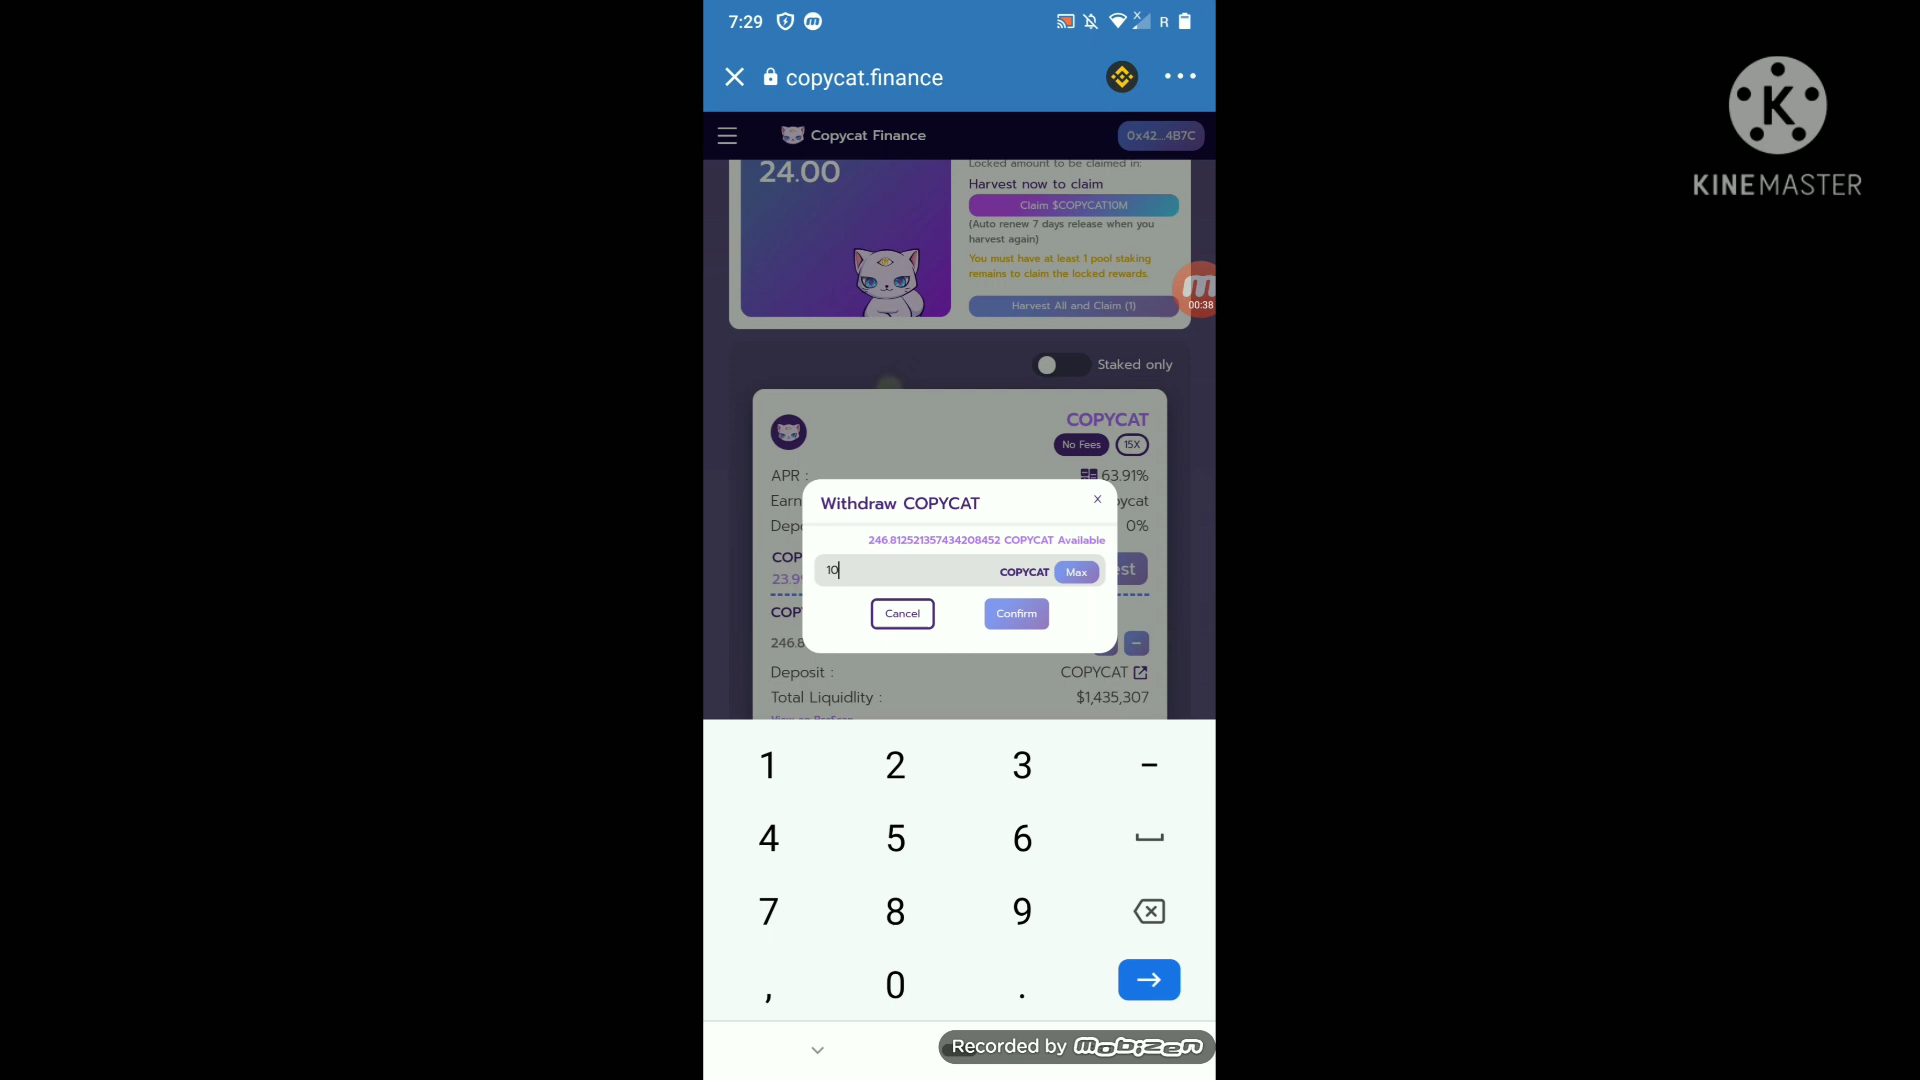 7:29
R
copycat.finance
Copycat Finance
0x42...4B7C
24.00
Locked amount to be claimed in:
Harvest now to claim
Claim $COPYCAT10M
(Auto renew 7 days release when you
harvest again)
You must have at least 1 pool staking
remains to claim the locked rewards.
Harvest All and Claim (1)
00:38
Staked only
COPYCAT
No Fees
15X
APR :
63.91%
Earn
ycat
Dep
0%
COP
23.9
est
COP
246.8
Withdraw COPYCAT
x
246.812521357434208452 COPYCAT Available
10
COPYCAT
Max
Cancel
Confirm
Deposit :
COPYCAT
Total Liquidlity :
$1,435,307
1 2 3 -
4 5 6
7 8 9
, 0 .
Recorded by mobizen
K
KINEMASTER